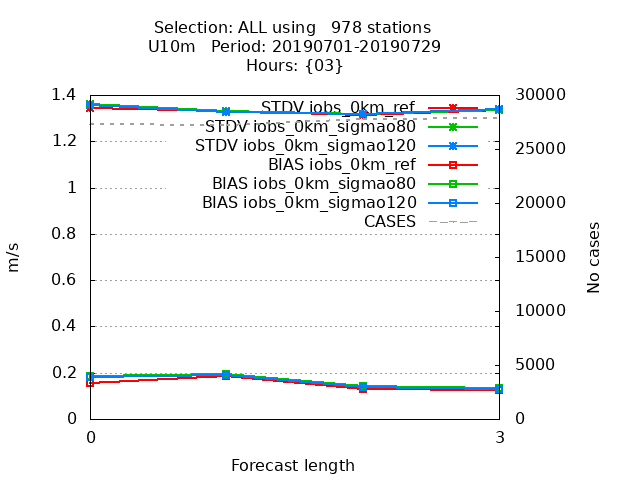 Selection: ALL using   978 stations
U10m   Period: 20190701-20190729
Hours: {03}
1.4
1.2
1
0.8
0.6
0.4
0.2
0
m/s
STDV iobs_0km_ref
STDV iobs_0km_sigmao80
STDV iobs_0km_sigmao120
BIAS iobs_0km_ref
BIAS iobs_0km_sigmao80
BIAS iobs_0km_sigmao120
CASES
30000
25000
20000
15000
10000
5000
0
No cases
0
3
Forecast length